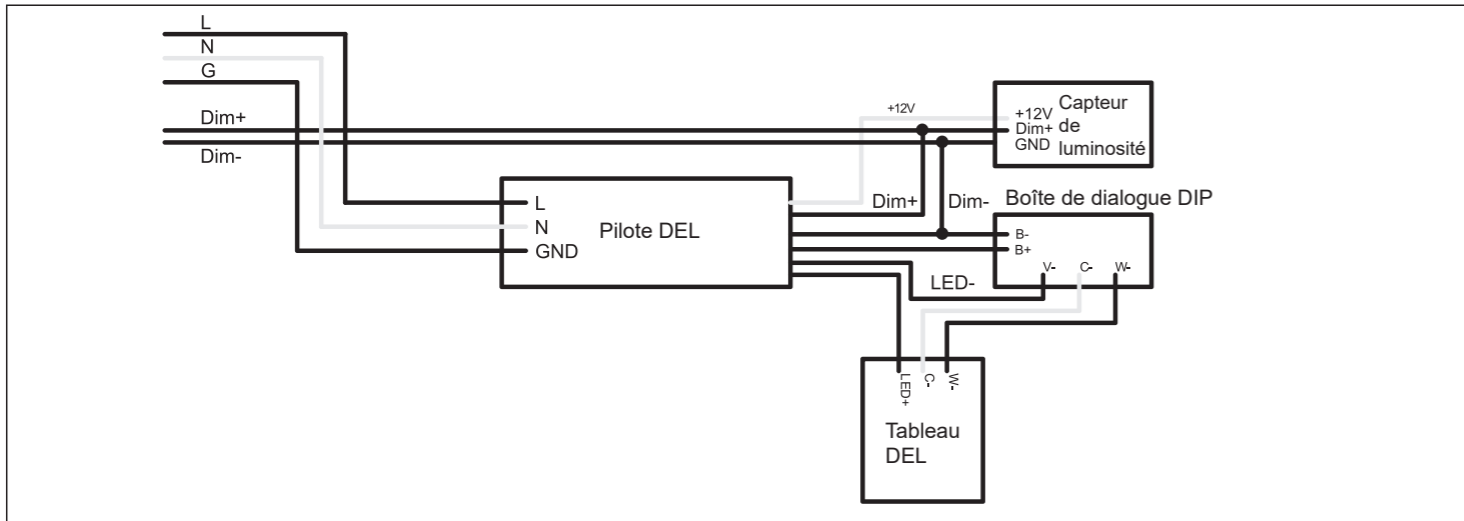 L
N
G
Dim+
Dim-
+12V
+12V
Dim+
GND
Capteur
de
luminosité
L
N
GND
Pilote DEL
Dim+
Dim-
Boîte de dialogue DIP
B-
B+
V-
C-
W-
LED-
LED+
C-
W-
Tableau
DEL